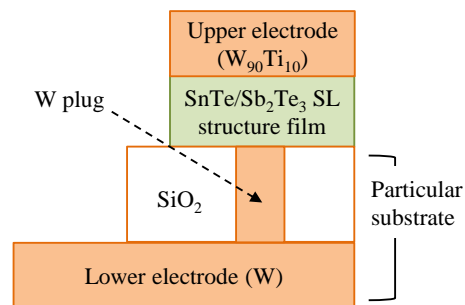 Upper electrode
(W₉₀Ti₁₀)
SnTe/Sb₂Te₃ SL
structure film
W plug
SiO₂
Particular
substrate
Lower electrode (W)